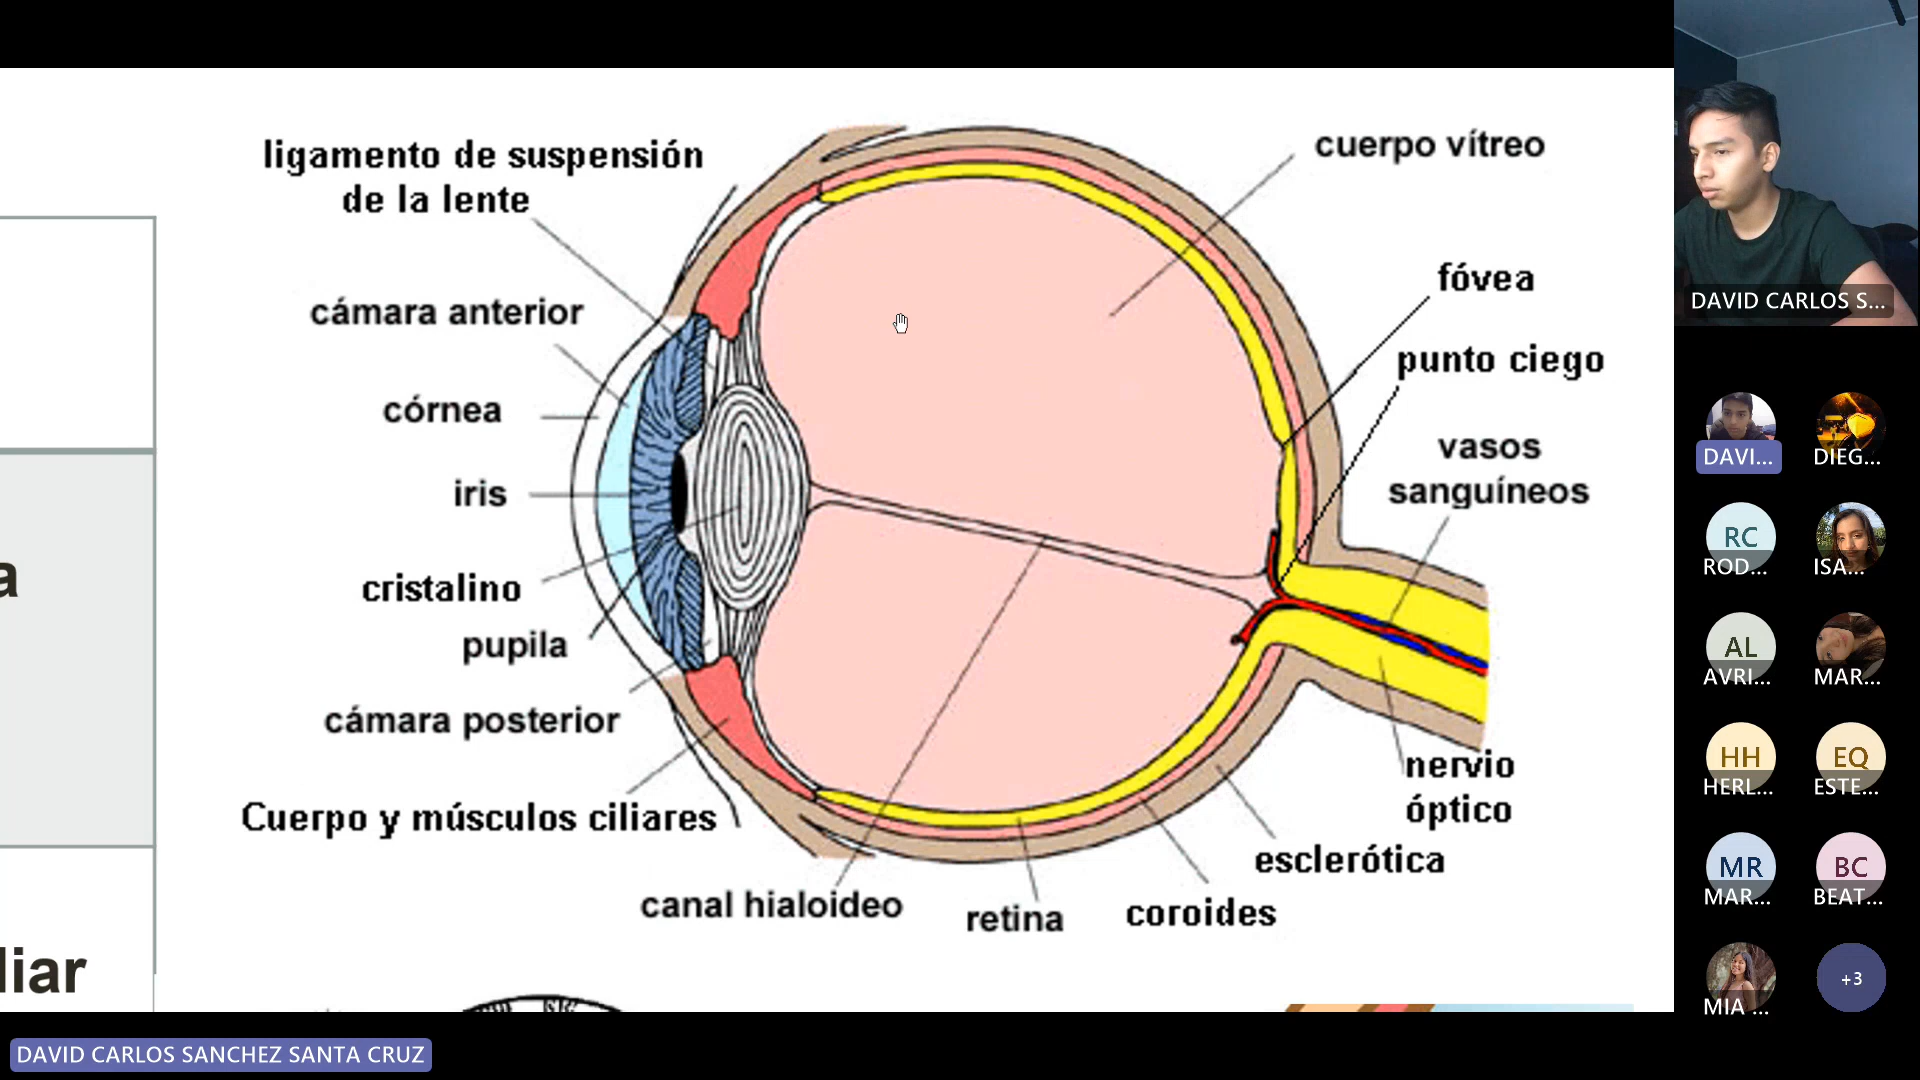 ligamento de suspensión
de la lente
cuerpo vítreo
fóvea
cámara anterior
punto ciego
córnea
vasos
sanguíneos
iris
a
cristalino
pupila
cámara posterior
nervio
óptico
Cuerpo y músculos ciliares
esclerótica
canal hialoideo
retina
coroides
liar
DAVID CARLOS S...
DAVI...
DIEG...
RC
ROD...
ISA...
AL
AVRI...
MAR...
HH
HERL...
EQ
ESTE...
MR
MAR...
BC
BEAT...
MIA ...
+3
DAVID CARLOS SANCHEZ SANTA CRUZ